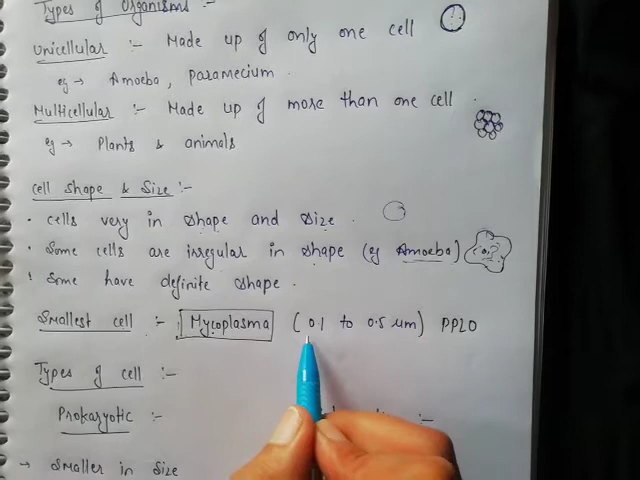 Types of Organisms :-
Unicellular :- Made up of only one cell
eg → Amoeba, paramecium.
Multicellular :- Made up of more than one cell.
eg → Plants & animals
Cell Shape & Size :-
• Cells very in shape and size.
• Some cells are irregular in shape (eg Amoeba)
• Some have definite shape.
Smallest cell :- Mycoplasma (0.1 to 0.5 µm) PPLO
Types of cell :-
Prokaryotic :-
→ Smaller in size